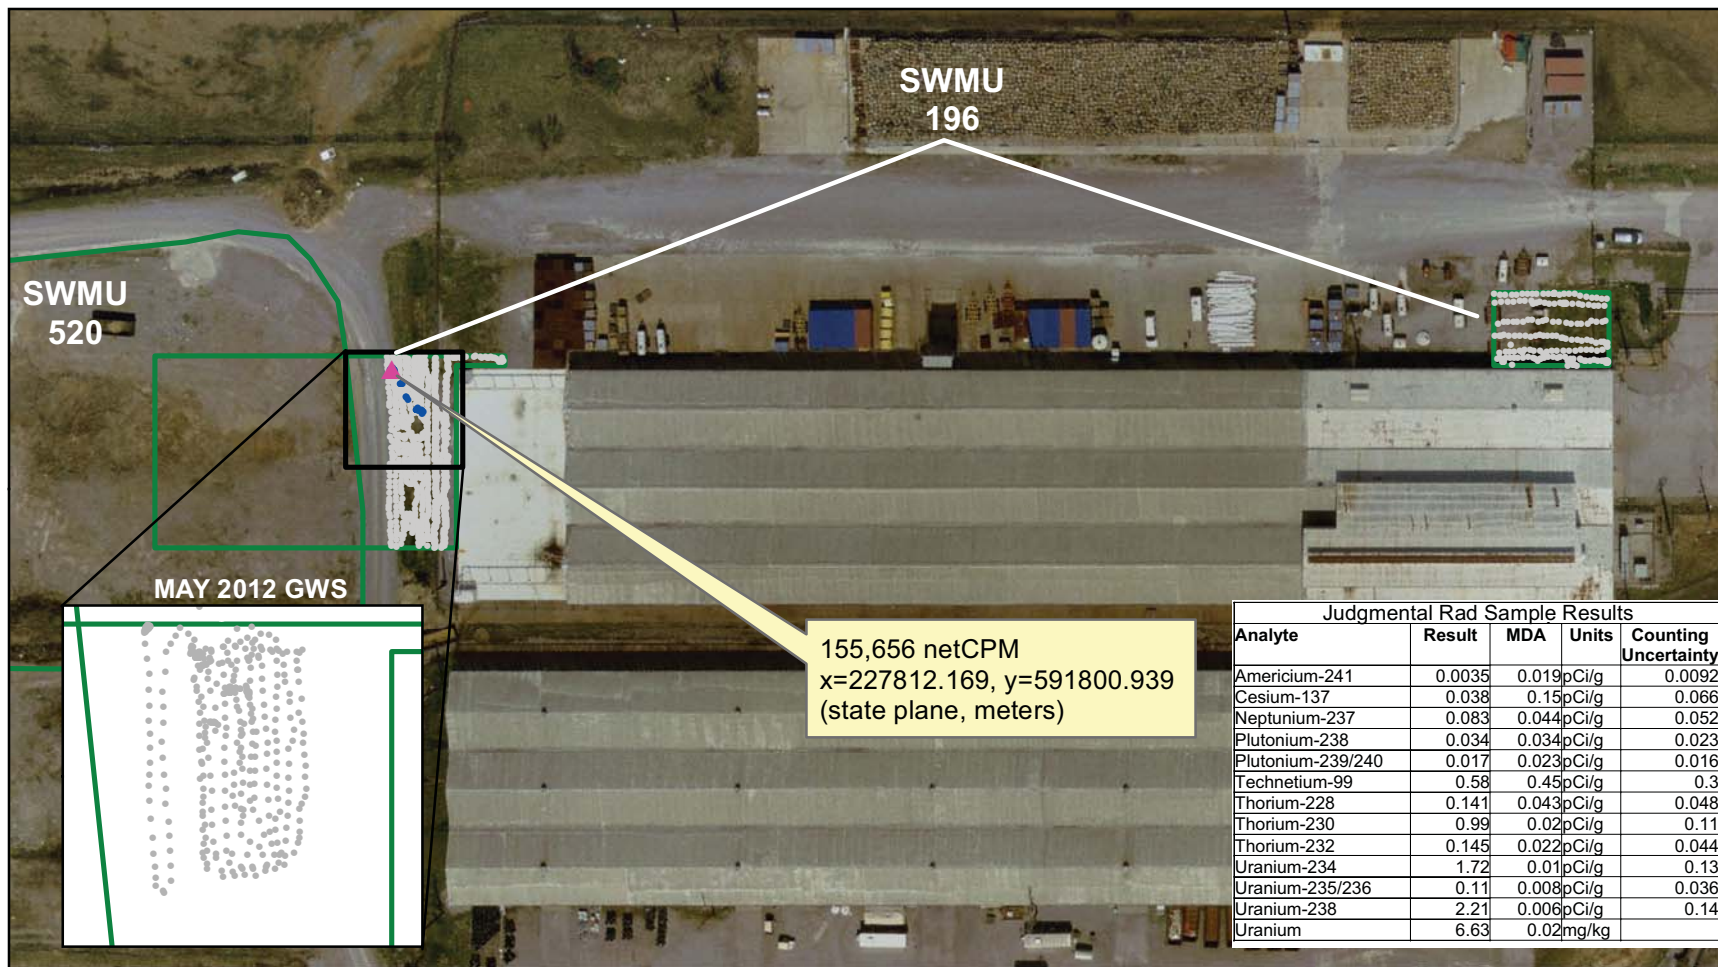 SWMU
196
SWMU
520
MAY 2012 GWS
155,656 netCPM
x=227812.169, y=591800.939
(state plane, meters)
Judgmental Rad Sample Results
Analyte Result MDA Units Counting Uncertainty
Americium-241 0.0035 0.019 pCi/g 0.0092
Cesium-137 0.038 0.15 pCi/g 0.066
Neptunium-237 0.083 0.044 pCi/g 0.052
Plutonium-238 0.034 0.034 pCi/g 0.023
Plutonium-239/240 0.017 0.023 pCi/g 0.016
Technetium-99 0.58 0.45 pCi/g 0.3
Thorium-228 0.141 0.043 pCi/g 0.048
Thorium-230 0.99 0.02 pCi/g 0.11
Thorium-232 0.145 0.022 pCi/g 0.044
Uranium-234 1.72 0.01 pCi/g 0.13
Uranium-235/236 0.11 0.008 pCi/g 0.036
Uranium-238 2.21 0.006 pCi/g 0.14
Uranium 6.63 0.02 mg/kg